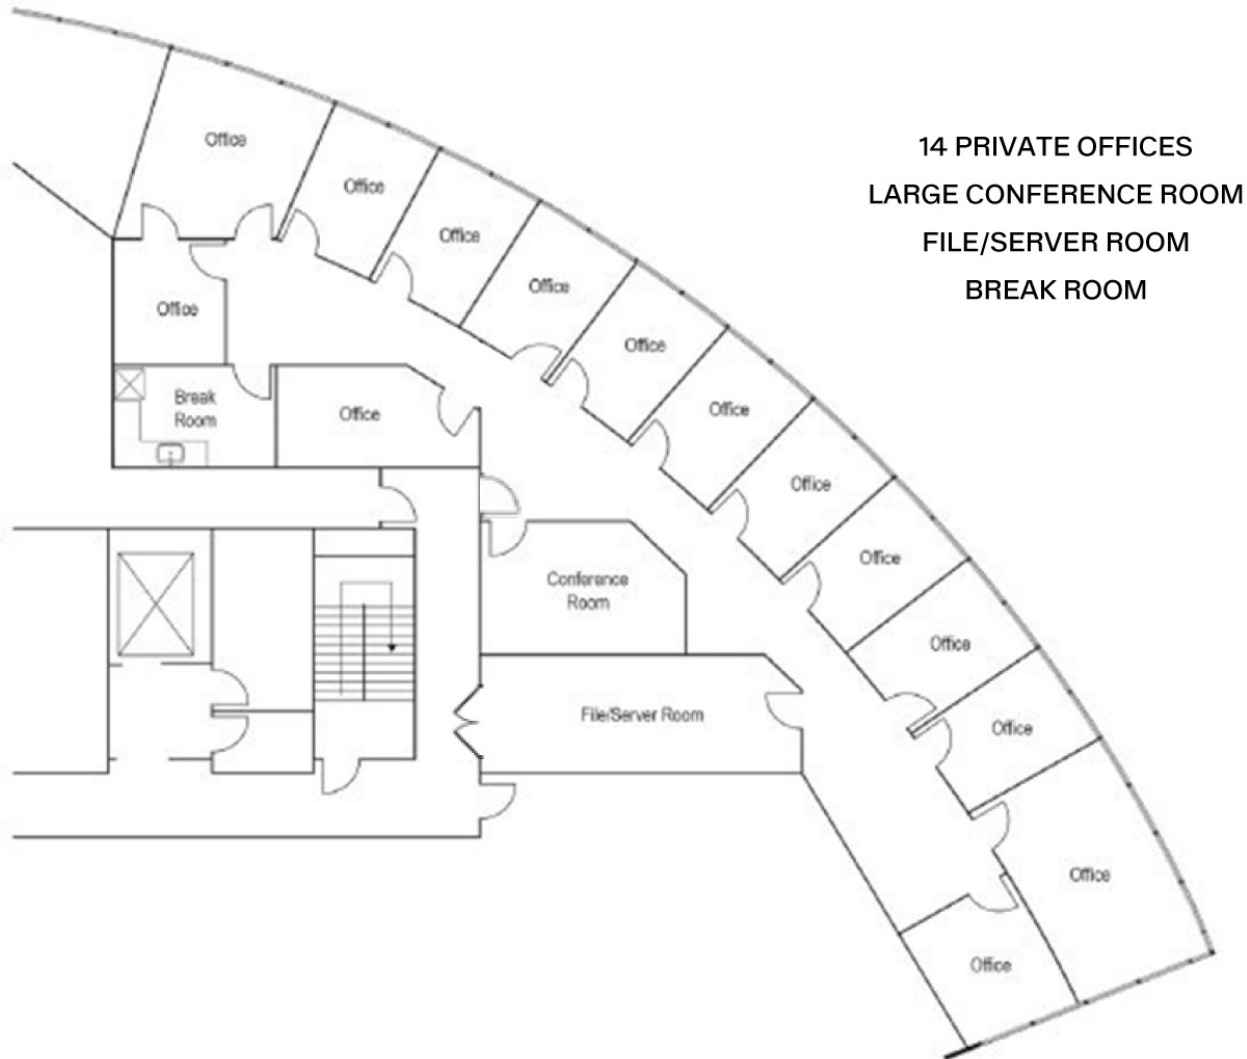 14 PRIVATE OFFICES
LARGE CONFERENCE ROOM
FILE/SERVER ROOM
BREAK ROOM
Office
Office
Office
Office
Office
Office
Break
Room
Office
Office
Office
Office
Conference
Room
Office
File/Server Room
Office
Office
Office